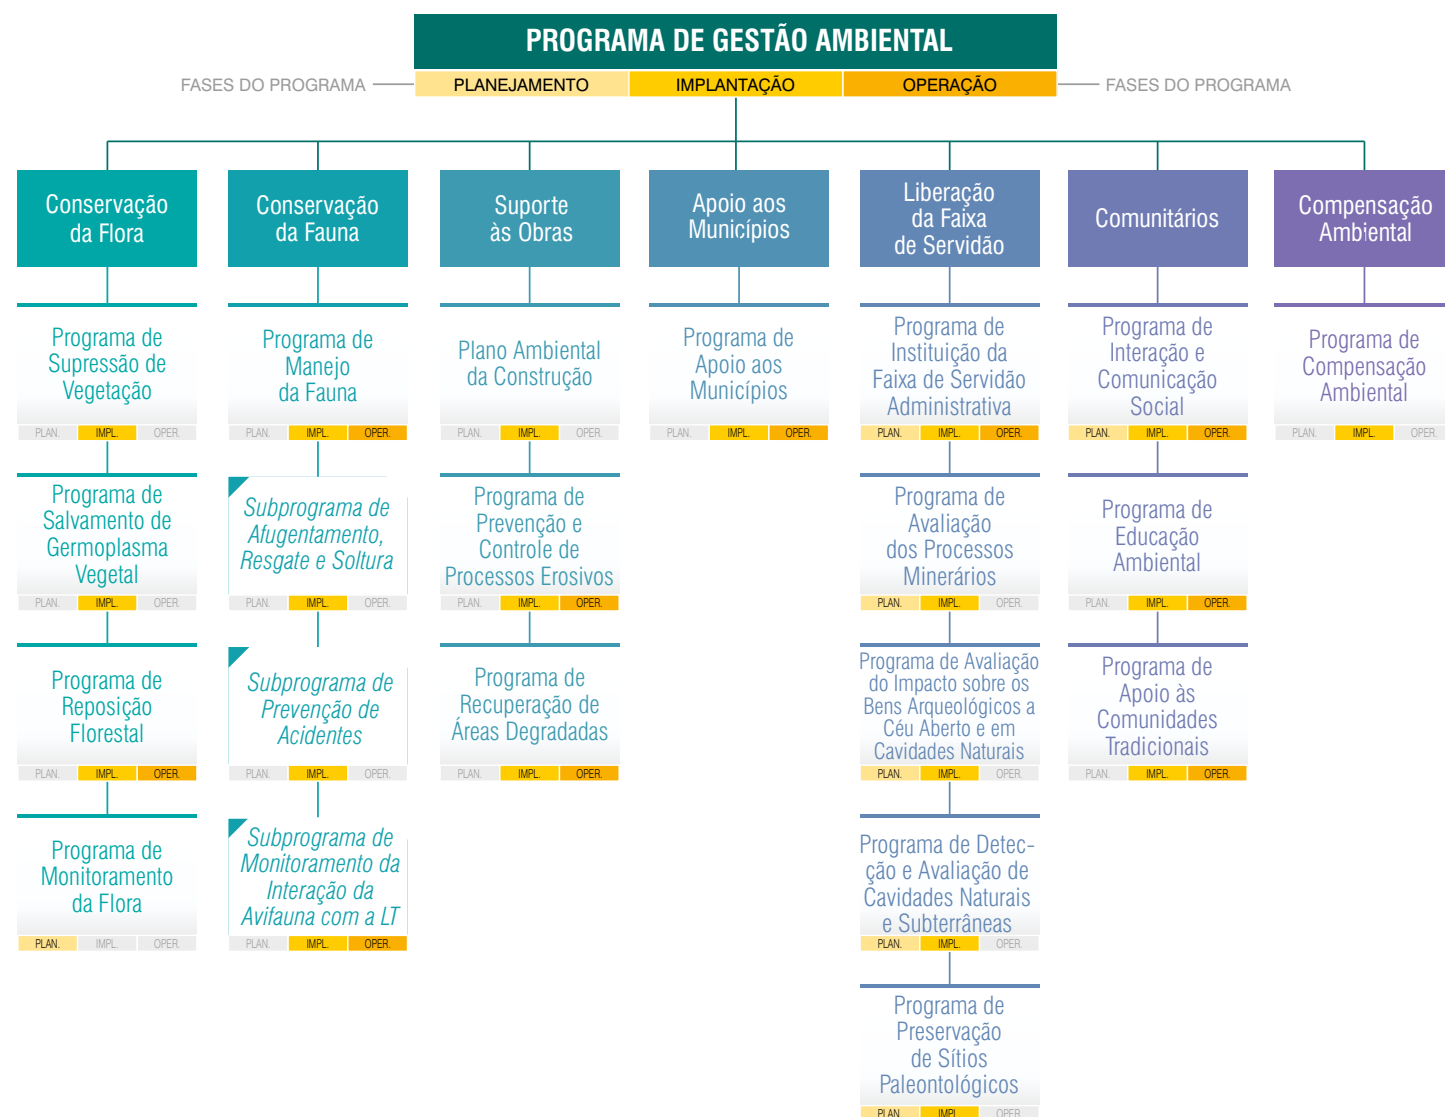 PROGRAMA DE GESTÃO AMBIENTAL
FASES DO PROGRAMA
PLANEJAMENTO
IMPLANTAÇÃO
OPERAÇÃO
FASES DO PROGRAMA
Conservação
da Flora
Programa de
Supressão de
Vegetação
PLAN. IMPL. OPER.
Programa de
Salvamento de
Germoplasma
Vegetal
PLAN. IMPL. OPER.
Programa de
Reposição
Florestal
PLAN. IMPL. OPER.
Programa de
Monitoramento
da Flora
PLAN. IMPL. OPER.
Conservação
da Fauna
Programa de
Manejo
da Fauna
PLAN. IMPL. OPER.
Subprograma de
Afugentamento,
Resgate e Soltura
PLAN. IMPL. OPER.
Subprograma de
Prevenção de
Acidentes
PLAN. IMPL. OPER.
Subprograma de
Monitoramento da
Interação da
Avifauna com a LT
PLAN. IMPL. OPER.
Suporte
às Obras
Plano Ambiental
da Construção
PLAN. IMPL. OPER.
Programa de
Prevenção e
Controle de
Processos Erosivos
PLAN. IMPL. OPER.
Programa de
Recuperação de
Áreas Degradadas
PLAN. IMPL. OPER.
Apoio aos
Municípios
Programa de
Apoio aos
Municípios
PLAN. IMPL. OPER.
Liberação
da Faixa
de Servidão
Programa de
Instituição da
Faixa de Servidão
Administrativa
PLAN. IMPL. OPER.
Programa de
Avaliação
dos Processos
Minerários
PLAN. IMPL. OPER.
Programa de Avaliação
do Impacto sobre os
Bens Arqueológicos a
Céu Aberto e em
Cavidades Naturais
PLAN. IMPL. OPER.
Programa de Detec-
ção e Avaliação de
Cavidades Naturais
e Subterrâneas
PLAN. IMPL. OPER.
Programa de
Preservação
de Sítios
Paleontológicos
PLAN. IMPL. OPER.
Comunitários
Programa de
Interação e
Comunicação
Social
PLAN. IMPL. OPER.
Programa de
Educação
Ambiental
PLAN. IMPL. OPER.
Programa de
Apoio às
Comunidades
Tradicionais
PLAN. IMPL. OPER.
Compensação
Ambiental
Programa de
Compensação
Ambiental
PLAN. IMPL. OPER.